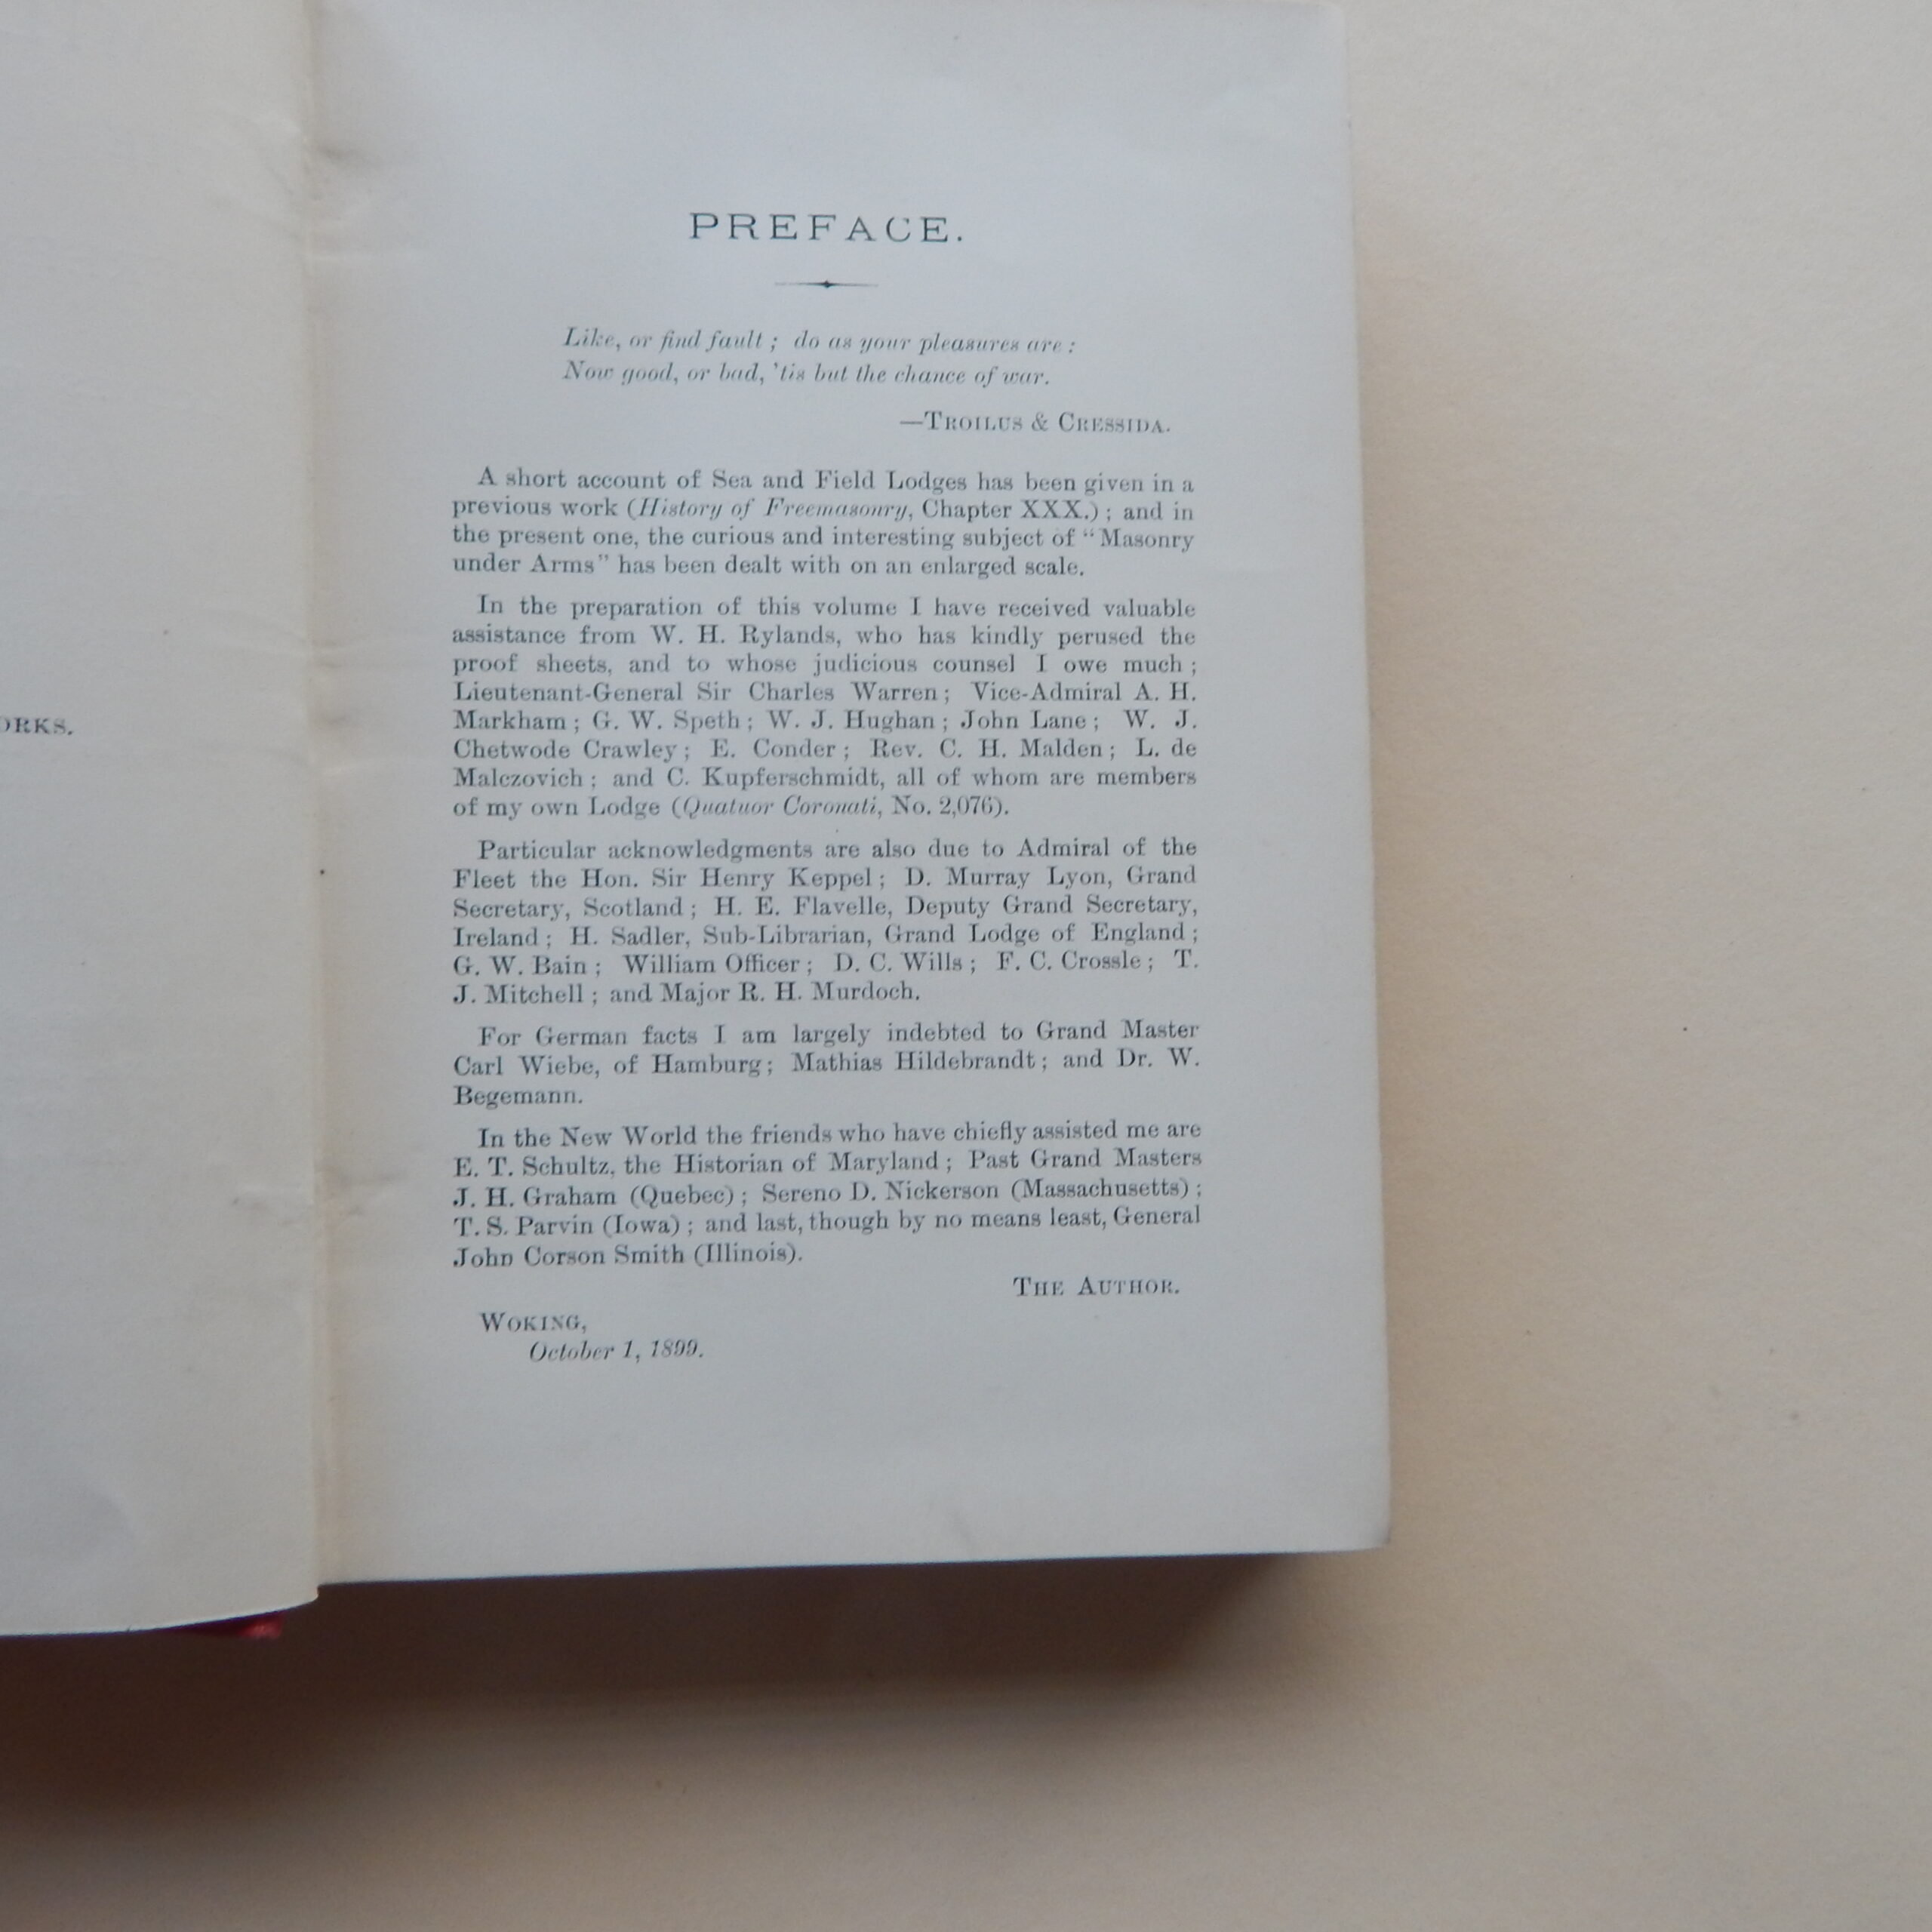 ORKS.
PREFACE.
Like, or find fault ; do as your pleasures are :
Now good, or bad, 'tis but the chance of war.
—TROILUS & CRESSIDA.
A short account of Sea and Field Lodges has been given in a
previous work (History of Freemasonry, Chapter XXX.) ; and in
the present one, the curious and interesting subject of "Masonry
under Arms" has been dealt with on an enlarged scale.
In the preparation of this volume I have received valuable
assistance from W. H. Rylands, who has kindly perused the
proof sheets, and to whose judicious counsel I owe much ;
Lieutenant-General Sir Charles Warren ; Vice-Admiral A. H.
Markham ; G. W. Speth ; W. J. Hughan ; John Lane ; W. J.
Chetwode Crawley ; E. Conder ; Rev. C. H. Malden ; L. de
Malczovich ; and C. Kupferschmidt, all of whom are members
of my own Lodge (Quatuor Coronati, No. 2,076).
Particular acknowledgments are also due to Admiral of the
Fleet the Hon. Sir Henry Keppel ; D. Murray Lyon, Grand
Secretary, Scotland ; H. E. Flavelle, Deputy Grand Secretary,
Ireland ; H. Sadler, Sub-Librarian, Grand Lodge of England ;
G. W. Bain ; William Officer ; D. C. Wills ; F. C. Crossle ; T.
J. Mitchell ; and Major R. H. Murdoch.
For German facts I am largely indebted to Grand Master
Carl Wiebe, of Hamburg ; Mathias Hildebrandt ; and Dr. W.
Begemann.
In the New World the friends who have chiefly assisted me are
E. T. Schultz, the Historian of Maryland ; Past Grand Masters
J. H. Graham (Quebec) ; Sereno D. Nickerson (Massachusetts) ;
T. S. Parvin (Iowa) ; and last, though by no means least, General
John Corson Smith (Illinois).
THE AUTHOR.
WOKING,
October 1, 1899.